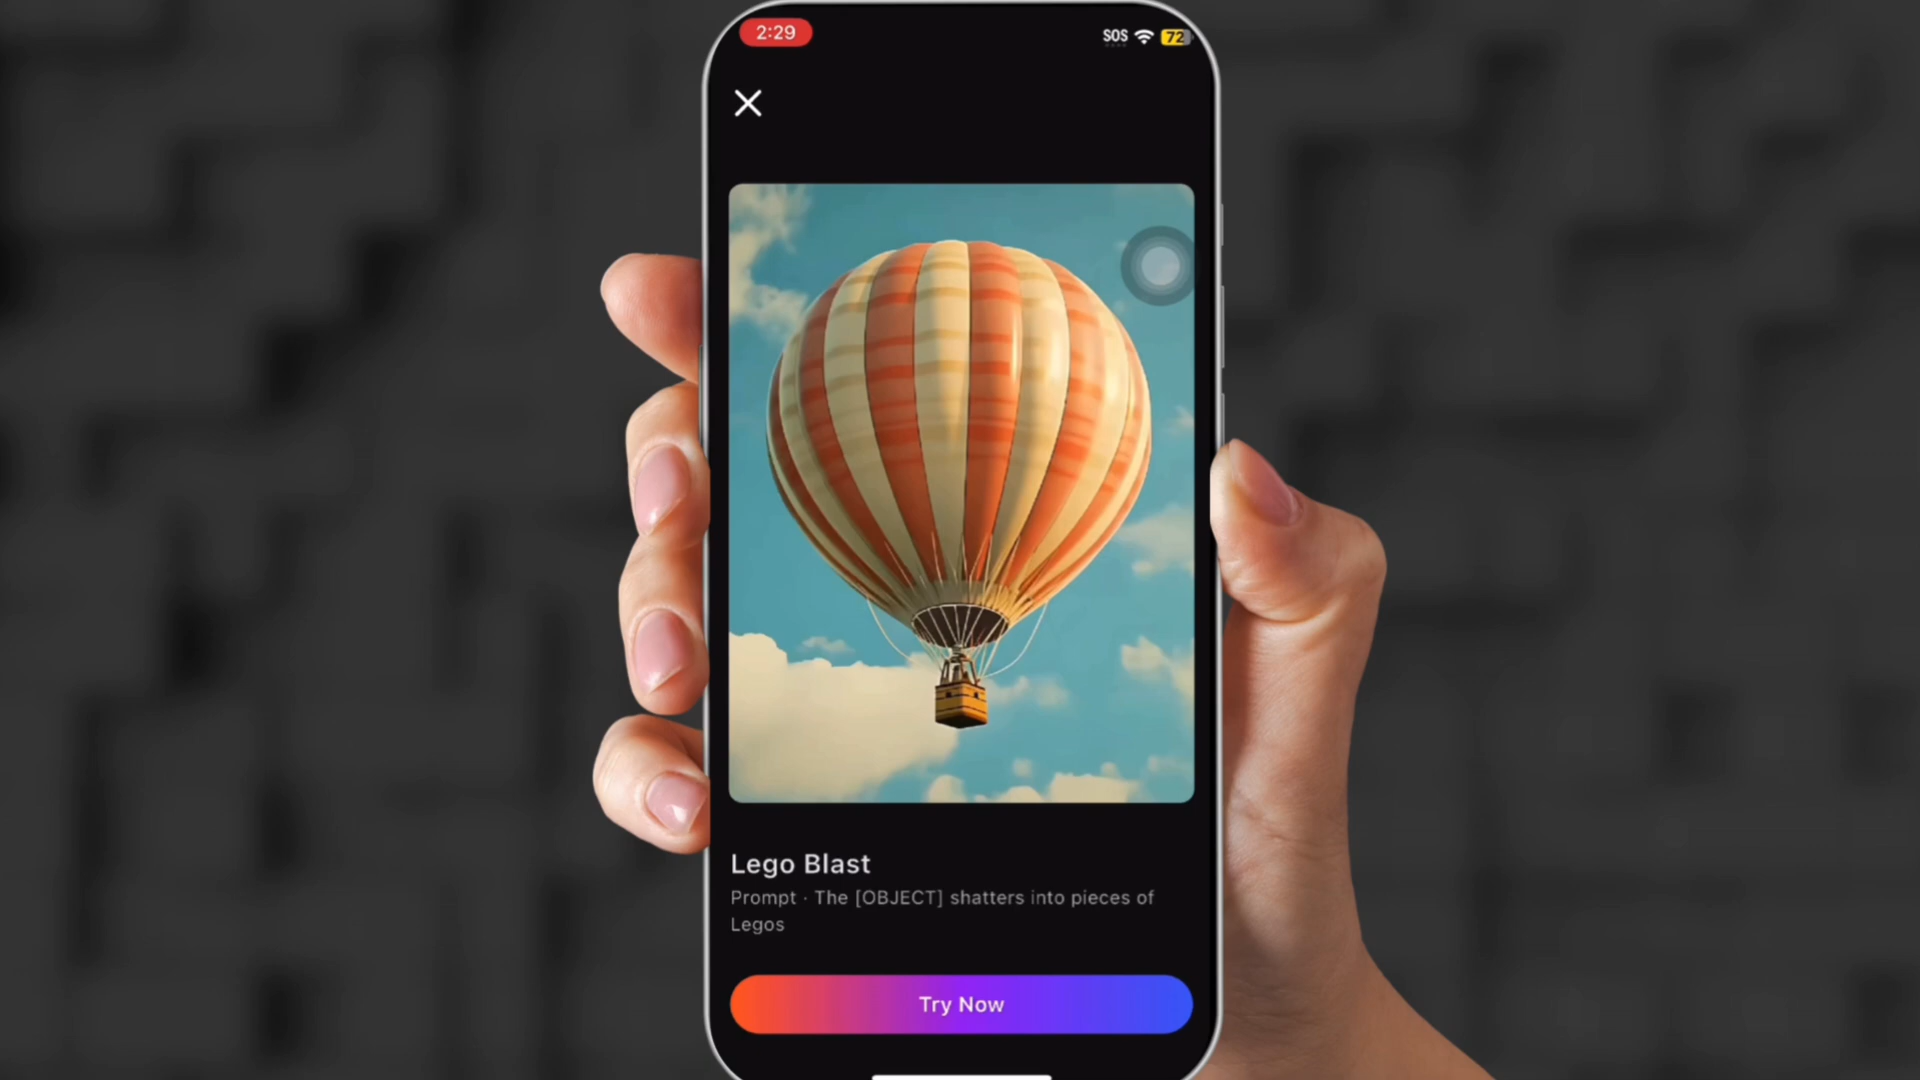 2:29
SOS
72
Lego Blast
Prompt · The [OBJECT] shatters into pieces of
Legos
Try Now